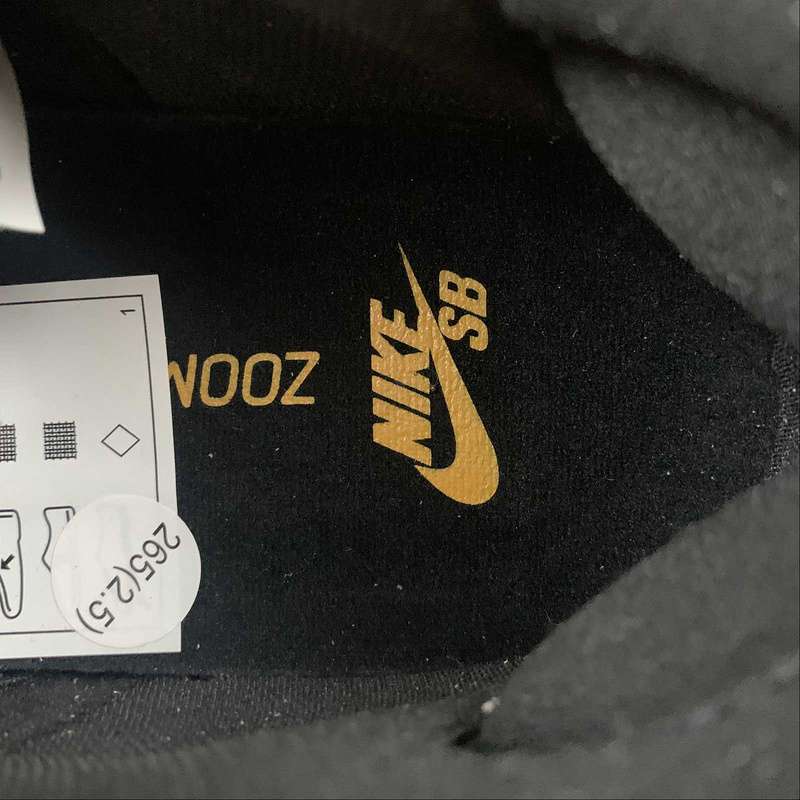 NIKE
SB
ZOOM
265(2.5)
1